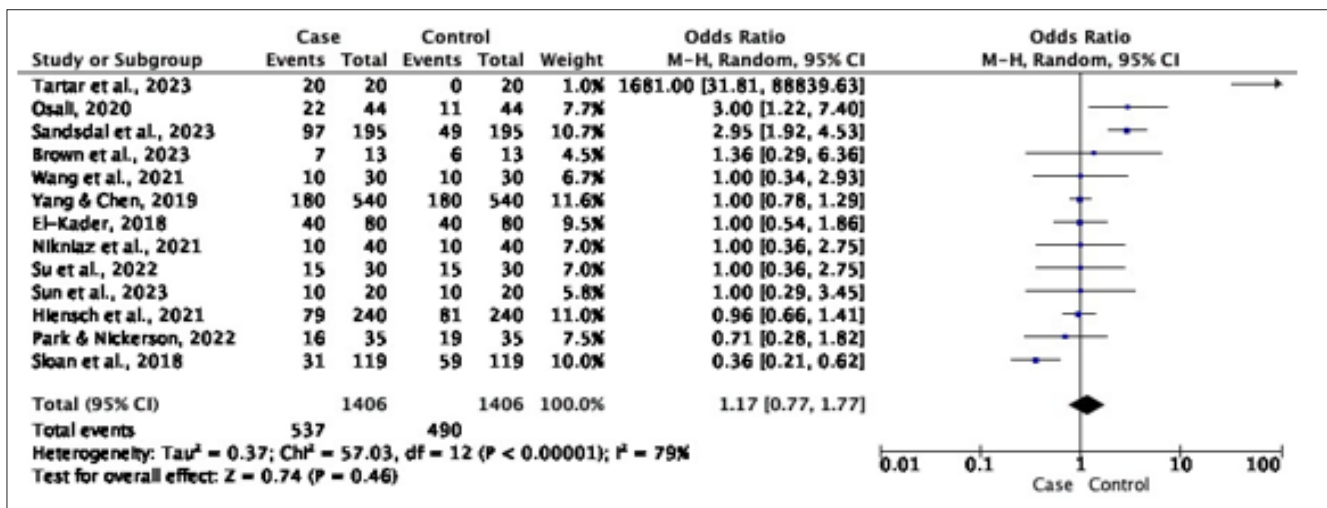 Case Control Odds Ratio Odds Ratio
Study or Subgroup Events Total Events Total Weight M-H, Random, 95% CI M-H, Random, 95% CI
Tartar et al., 2023 20 20 0 20 1.0% 1681.00 [31.81, 88839.63]
Osali, 2020 22 44 11 44 7.7% 3.00 [1.22, 7.40]
Sandsdal et al., 2023 97 195 49 195 10.7% 2.95 [1.92, 4.53]
Brown et al., 2023 7 13 6 13 4.5% 1.36 [0.29, 6.36]
Wang et al., 2021 10 30 10 30 6.7% 1.00 [0.34, 2.93]
Yang & Chen, 2019 180 540 180 540 11.6% 1.00 [0.78, 1.29]
El-Kader, 2018 40 80 40 80 9.5% 1.00 [0.54, 1.86]
Nikniaz et al., 2021 10 40 10 40 7.0% 1.00 [0.36, 2.75]
Su et al., 2022 15 30 15 30 7.0% 1.00 [0.36, 2.75]
Sun et al., 2023 10 20 10 20 5.8% 1.00 [0.29, 3.45]
Hiensch et al., 2021 79 240 81 240 11.0% 0.96 [0.66, 1.41]
Park & Nickerson, 2022 16 35 19 35 7.5% 0.71 [0.28, 1.82]
Sloan et al., 2018 31 119 59 119 10.0% 0.36 [0.21, 0.62]
Total (95% CI) 1406 1406 100.0% 1.17 [0.77, 1.77]
Total events 537 490
Heterogeneity: Tau² = 0.37; Chi² = 57.03, df = 12 (P < 0.00001); I² = 79%
Test for overall effect: Z = 0.74 (P = 0.46)
0.01 0.1 1 10 100
Case Control